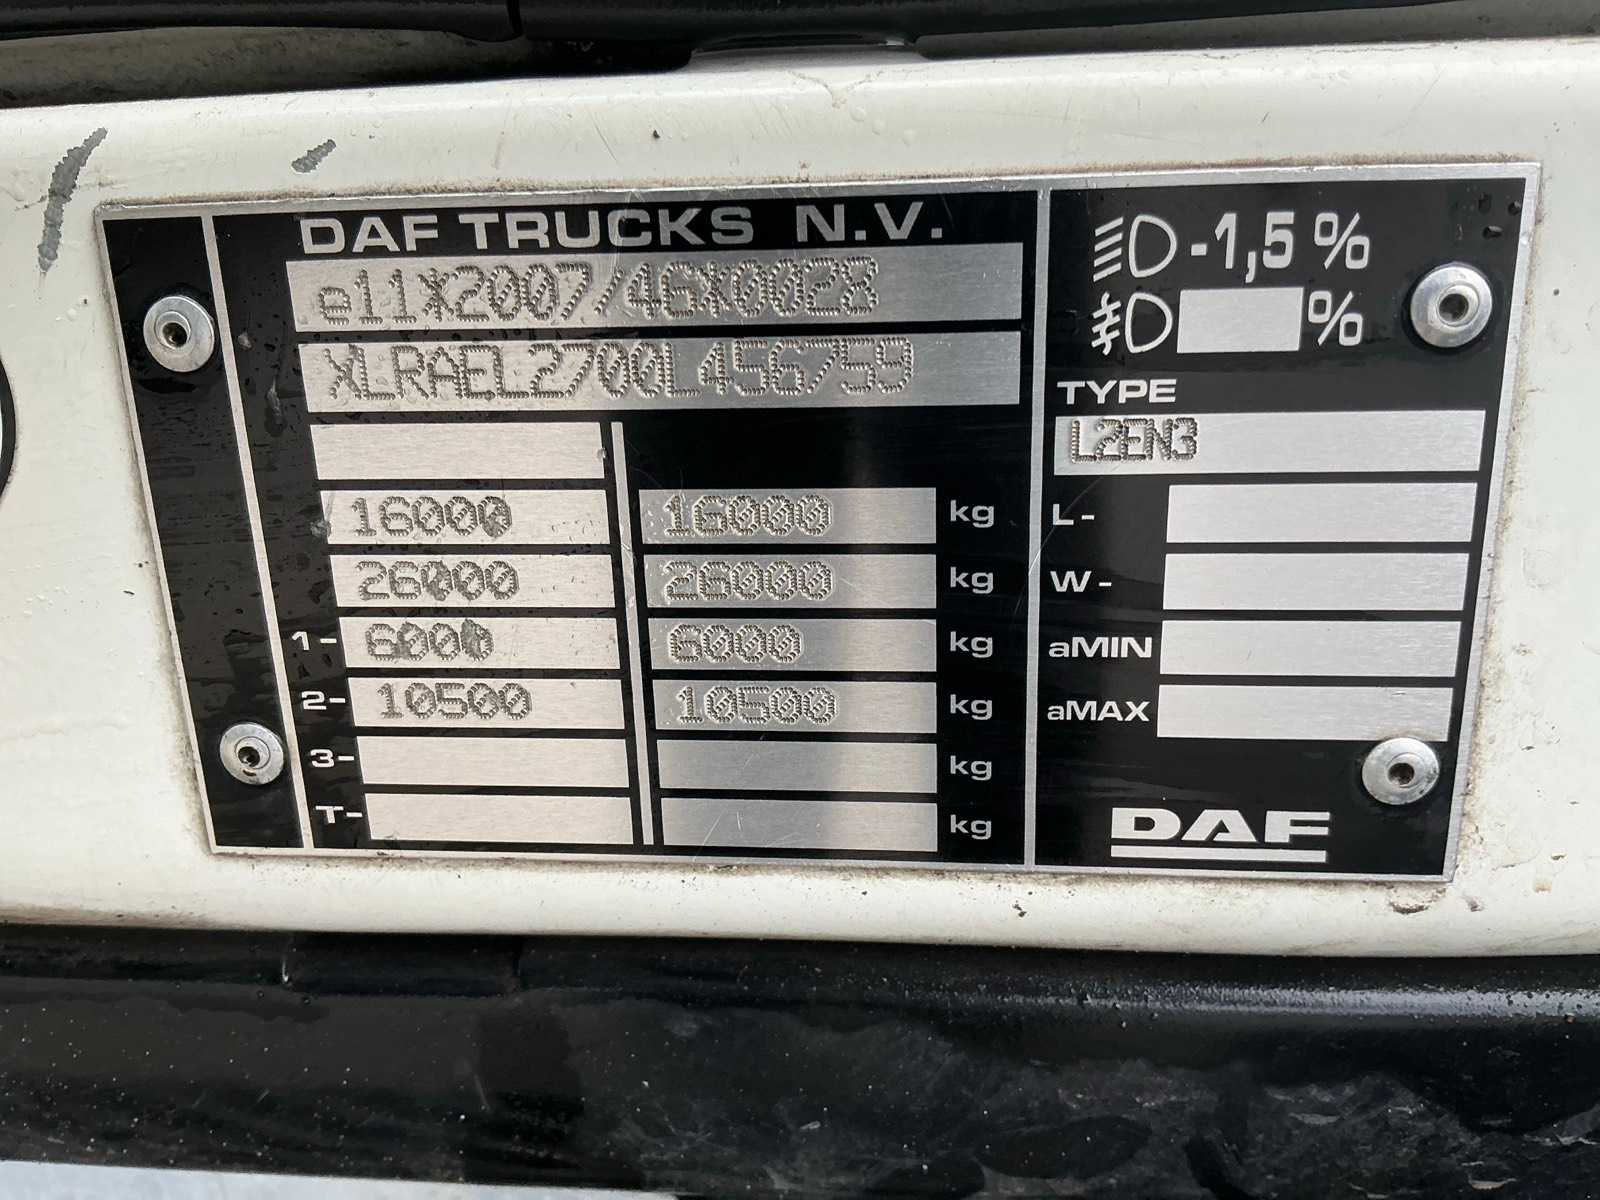 DAF TRUCKS N.V.
e11*2007/46*0028
XLRAEL2700L456759
16000 16000 kg
26000 26000 kg
1- 6000 6000 kg
2- 10500 10500 kg
3- kg
T- kg
-1,5 %
%
TYPE
L2EN3
L-
W-
aMIN
aMAX
DAF